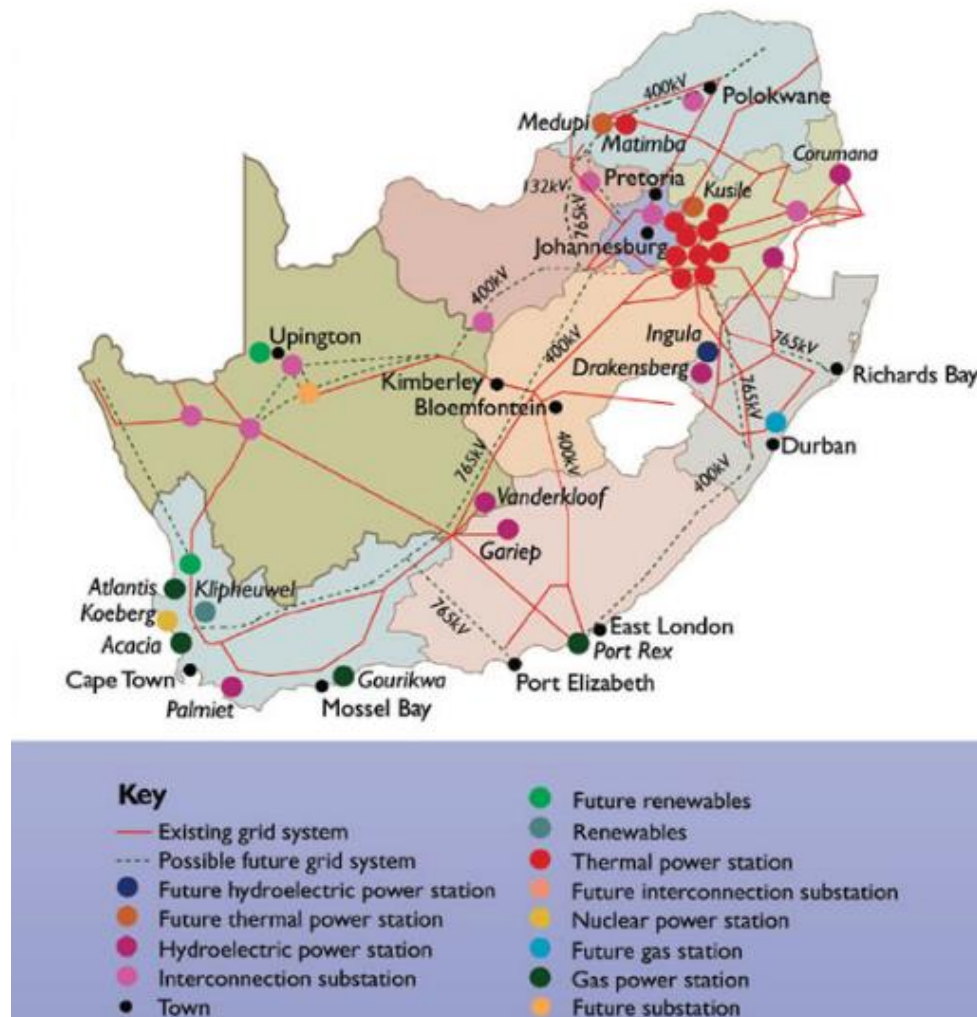 400kV
Polokwane
Medupi
Matimba
Corumana
132kV
Pretoria
Kusile
765kV
Johannesburg
400kV
Upington
Ingula
765kV
400kV
Kimberley
Drakensberg
Richards Bay
Bloemfontein
765kV
Durban
400kV
765kV
400kV
Vanderkloof
Gariep
Atlantis
Klipheuwel
Koeberg
765kV
East London
Acacia
Port Rex
Cape Town
Gourikwa
Port Elizabeth
Palmiet
Mossel Bay
Key
Existing grid system
Possible future grid system
Future hydroelectric power station
Future thermal power station
Hydroelectric power station
Interconnection substation
Town
Future renewables
Renewables
Thermal power station
Future interconnection substation
Nuclear power station
Future gas station
Gas power station
Future substation